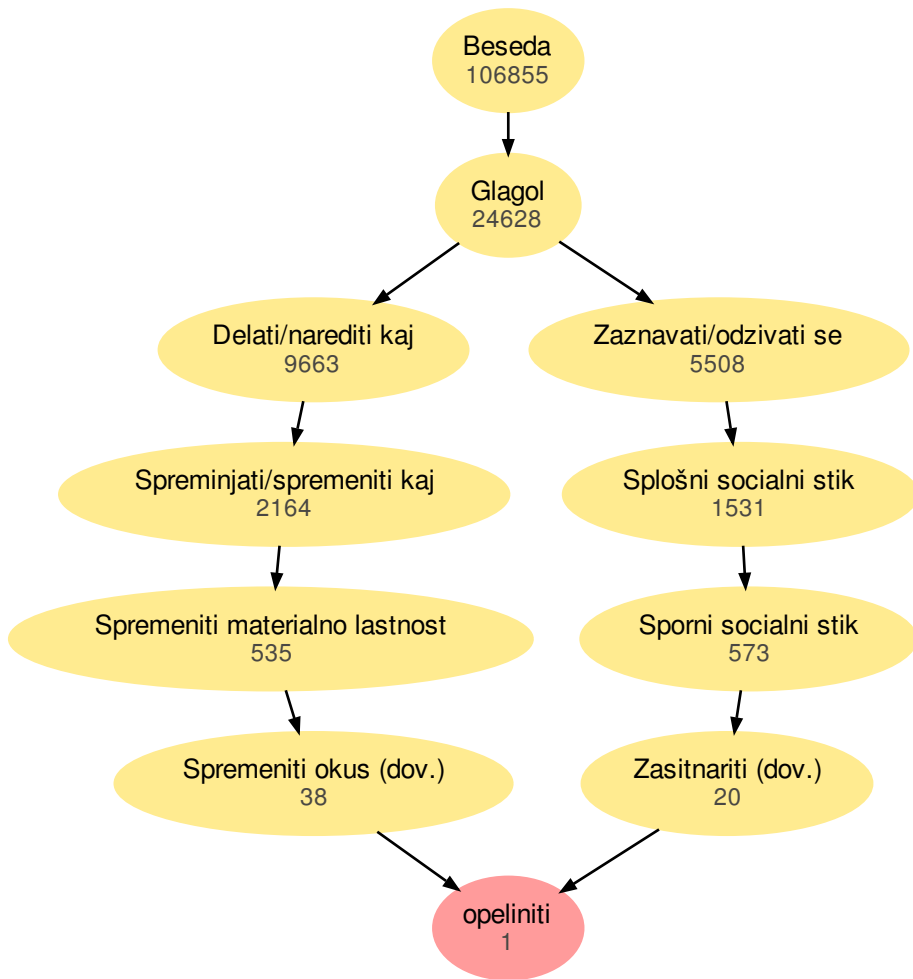 Beseda
106855
Glagol
24628
Delati/narediti kaj
9663
Zaznavati/odzivati se
5508
Spreminjati/spremeniti kaj
2164
Splošni socialni stik
1531
Spremeniti materialno lastnost
535
Sporni socialni stik
573
Spremeniti okus (dov.)
38
Zasitnariti (dov.)
20
opeliniti
1